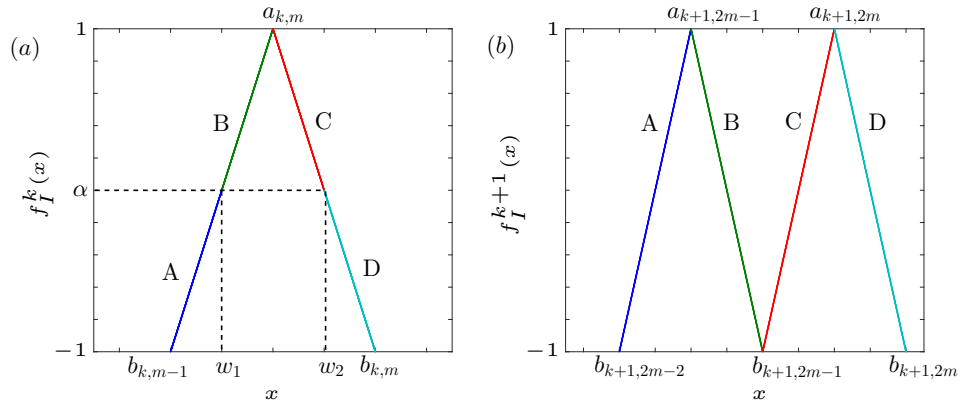 (a)
a_{k,m}
1
B
C
f_I^k(x)
α
A
D
−1
b_{k,m−1}
w_1
w_2
b_{k,m}
x
(b)
a_{k+1,2m−1}
a_{k+1,2m}
1
A
B
C
D
f_I^{k+1}(x)
−1
b_{k+1,2m−2}
b_{k+1,2m−1}
b_{k+1,2m}
x